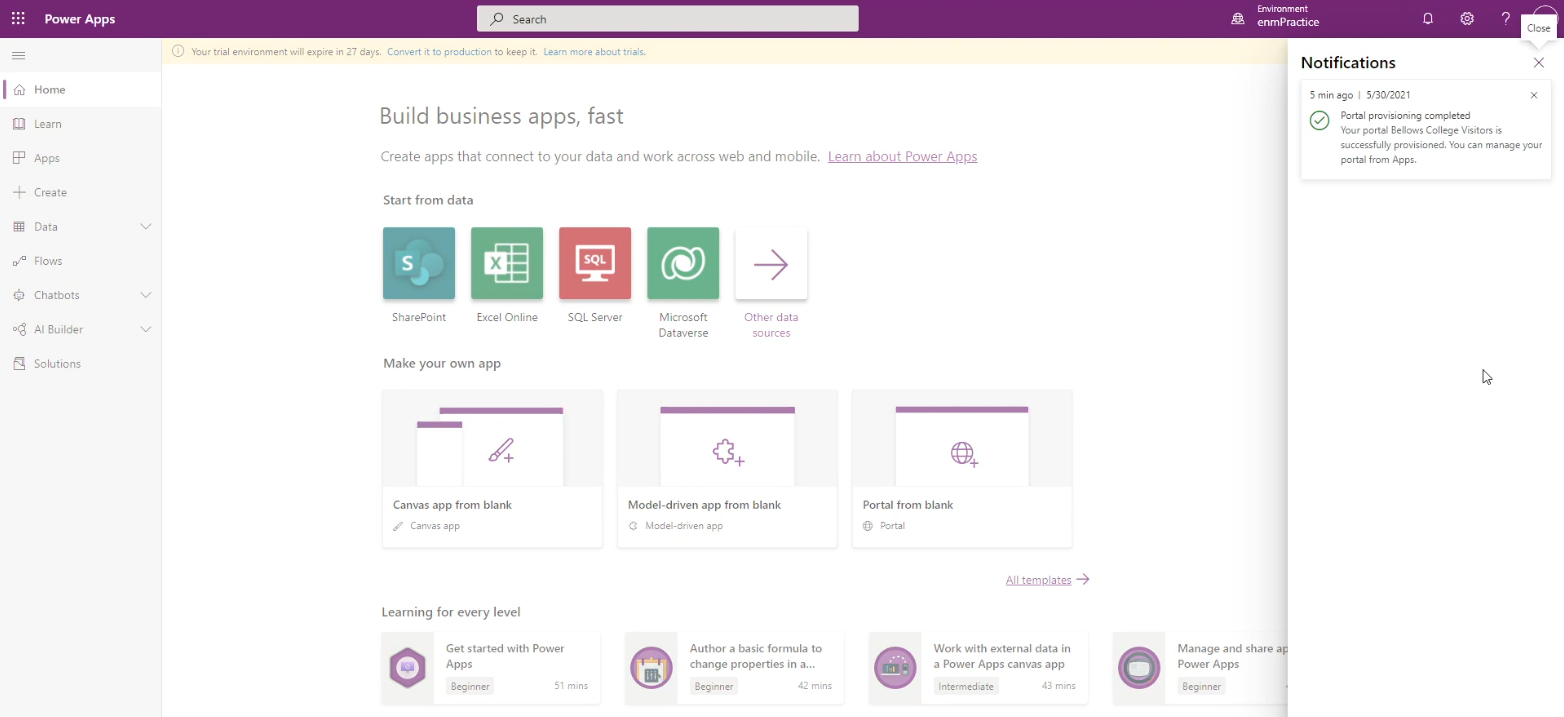 Power Apps
Search
Environment
enmPractice
?
Close
Your trial environment will expire in 27 days. Convert it to production to keep it. Learn more about trials.
Home
Learn
Apps
Create
Data
Flows
Chatbots
AI Builder
Solutions
Build business apps, fast
Create apps that connect to your data and work across web and mobile. Learn about Power Apps
Start from data
S
X
SQL
SharePoint
Excel Online
SQL Server
Microsoft
Dataverse
Other data
sources
Make your own app
Canvas app from blank
Canvas app
Model-driven app from blank
Model-driven app
Portal from blank
Portal
All templates
Learning for every level
Get started with Power
Apps
Beginner
51 mins
Author a basic formula to
change properties in a...
Beginner
42 mins
Work with external data in
a Power Apps canvas app
Intermediate
43 mins
Manage and share ap
Power Apps
Beginner
Notifications
5 min ago | 5/30/2021
Portal provisioning completed
Your portal Bellows College Visitors is
successfully provisioned. You can manage your
portal from Apps.